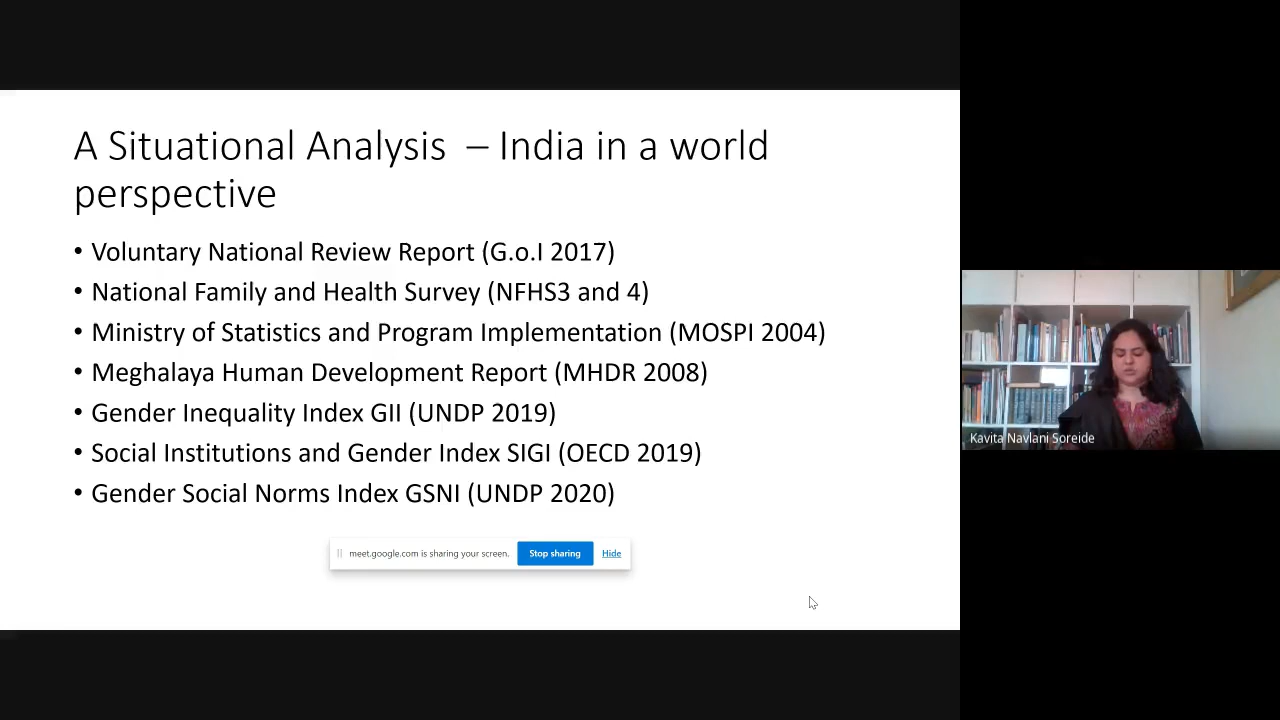 A Situational Analysis – India in a world
perspective
• Voluntary National Review Report (G.o.I 2017)
• National Family and Health Survey (NFHS3 and 4)
• Ministry of Statistics and Program Implementation (MOSPI 2004)
• Meghalaya Human Development Report (MHDR 2008)
• Gender Inequality Index GII (UNDP 2019)
• Social Institutions and Gender Index SIGI (OECD 2019)
• Gender Social Norms Index GSNI (UNDP 2020)
meet.google.com is sharing your screen. Stop sharing Hide
Kavita Navlani Soreide